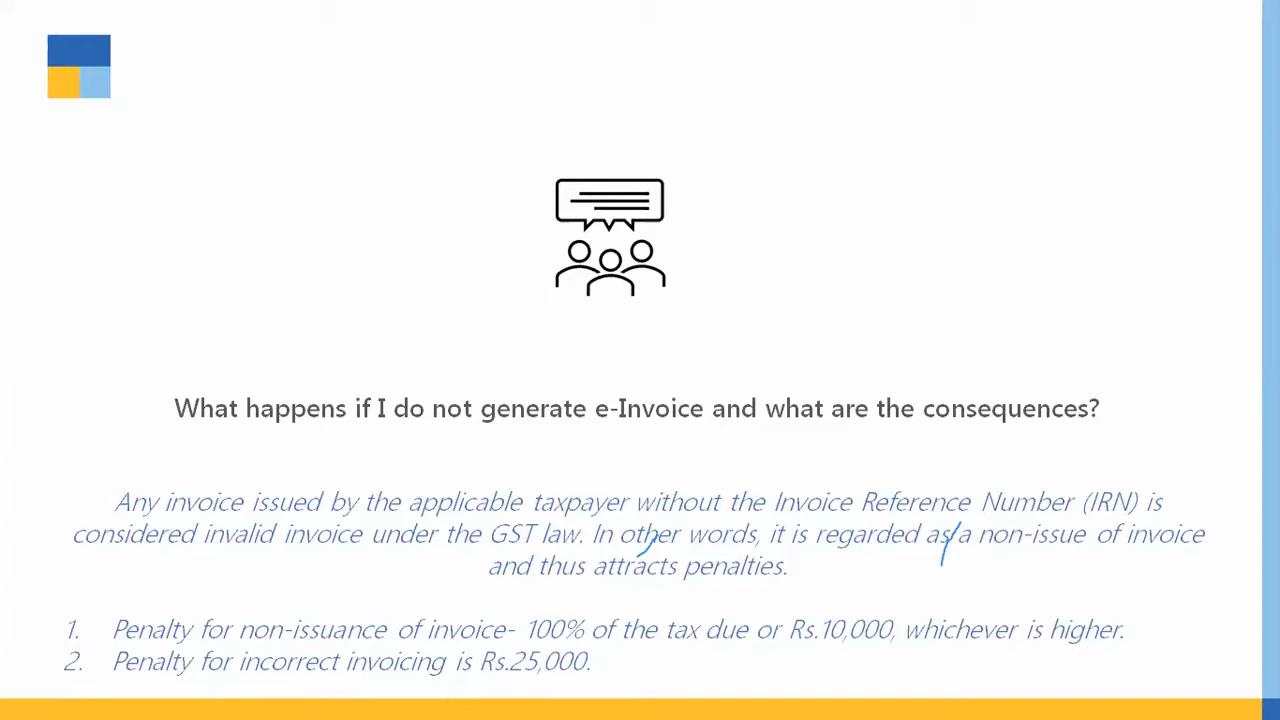 What happens if I do not generate e-Invoice and what are the consequences?
Any invoice issued by the applicable taxpayer without the Invoice Reference Number (IRN) is
considered invalid invoice under the GST law. In other words, it is regarded as a non-issue of invoice
and thus attracts penalties.
1. Penalty for non-issuance of invoice- 100% of the tax due or Rs.10,000, whichever is higher.
2. Penalty for incorrect invoicing is Rs.25,000.